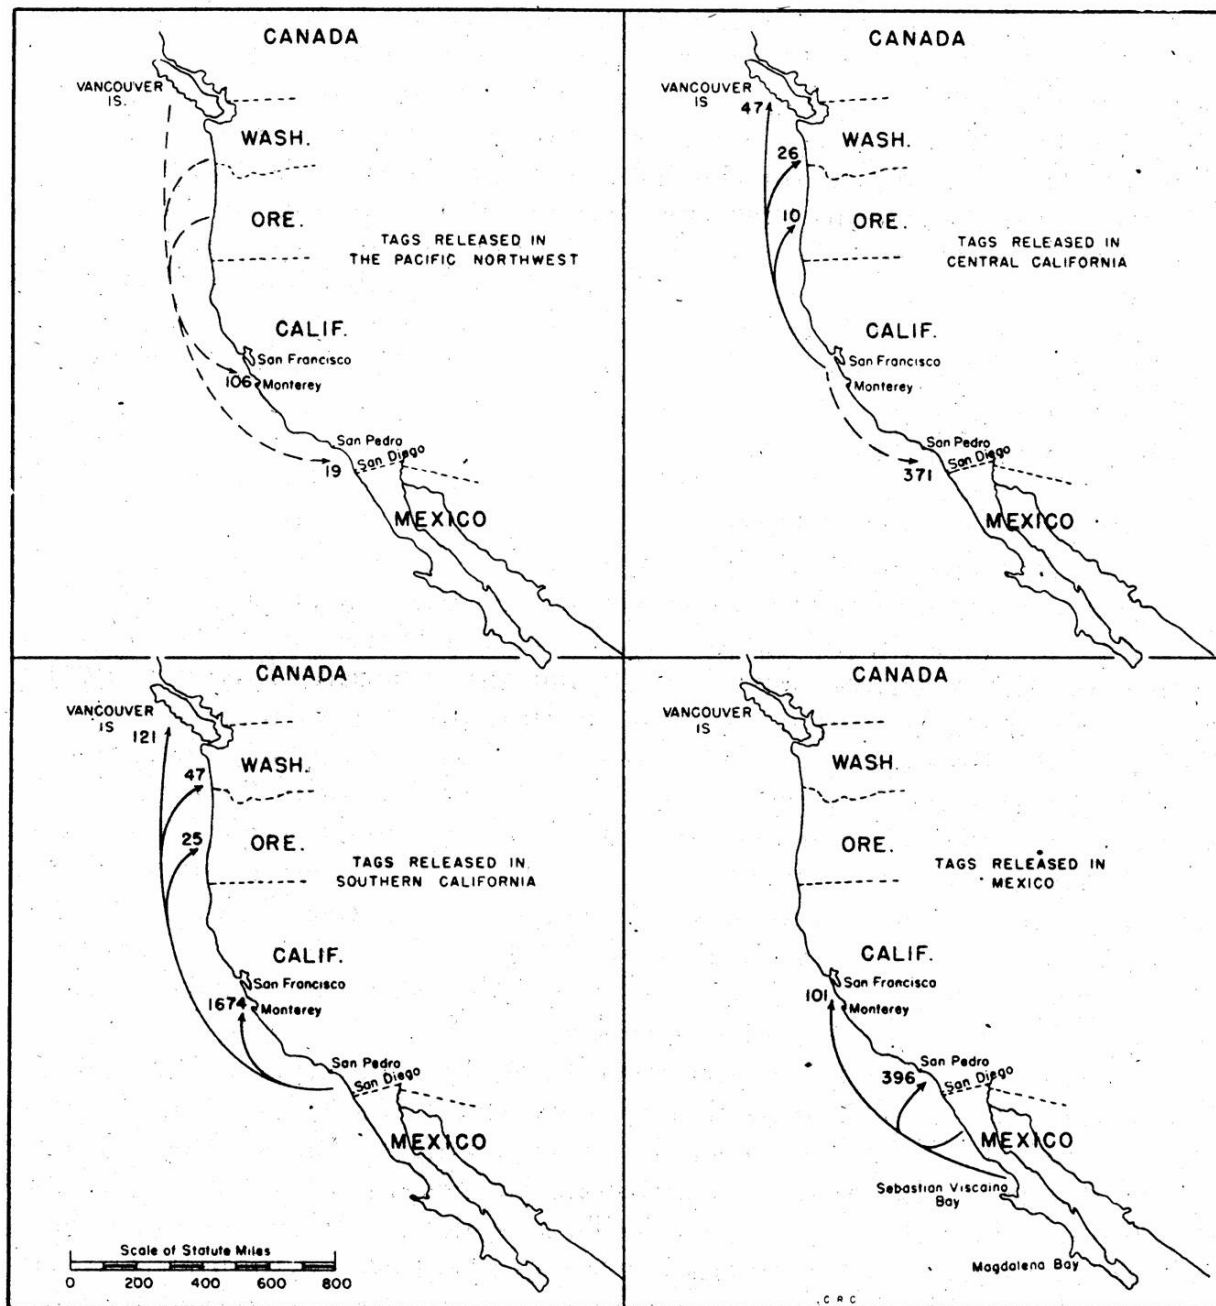 CANADA
VANCOUVER
IS.
WASH.
ORE.
TAGS RELEASED IN
THE PACIFIC NORTHWEST
CALIF.
San Francisco
106
Monterey
San Pedro
San Diego
19
MEXICO
CANADA
VANCOUVER
IS
47
WASH.
26
10
ORE.
TAGS RELEASED IN
CENTRAL CALIFORNIA
CALIF.
San Francisco
Monterey
San Pedro
San Diego
371
MEXICO
CANADA
VANCOUVER
IS
121
WASH.
47
25
ORE.
TAGS RELEASED IN
SOUTHERN CALIFORNIA
CALIF.
San Francisco
1674
Monterey
San Pedro
San Diego
MEXICO
Scale of Statute Miles
0 200 400 600 800
CANADA
VANCOUVER
IS
WASH.
ORE.
TAGS RELEASED IN
MEXICO
CALIF.
San Francisco
101
Monterey
San Pedro
396
San Diego
MEXICO
Sebastian Viscaino
Bay
Magdalena Bay
C R C